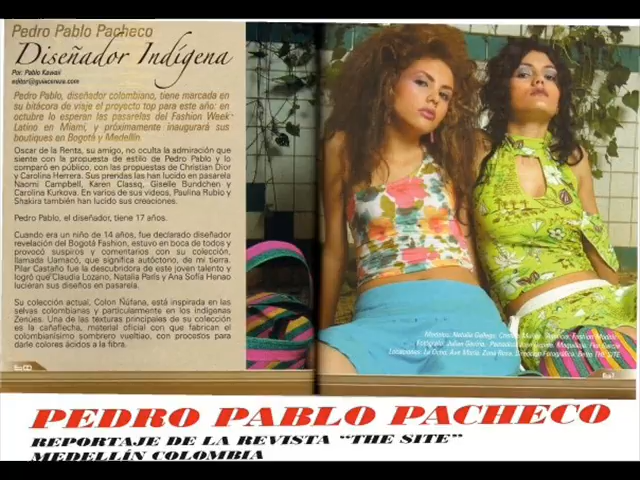 Pedro Pablo Pacheco
Diseñador Indígena
Por: Pablo Kawaii
Pedro Pablo, diseñador colombiano, tiene marcada en
su bitácora de viaje el proyecto top para este año: en
octubre lo esperan las pasarelas del Fashion Week
Latino en Miami, y próximamente inaugurará sus
boutiques en Bogotá y Medellín.
Oscar de la Renta, su amigo, no oculta la admiración que
siente con la propuesta de estilo de Pedro Pablo y lo
comparó en público, con las propuestas de Christian Dior
y Carolina Herrera. Sus prendas las han lucido en pasarela
Naomi Campbell, Karen Classq, Giselle Bundchen y
Carolina Kurkova. En varios de sus videos, Paulina Rubio y
Shakira también han lucido sus creaciones.
Pedro Pablo, el diseñador, tiene 17 años.
Cuando era un niño de 14 años, fue declarado diseñador
revelación del Bogotá Fashion, estuvo en boca de todos y
provocó suspiros y comentarios con su colección,
llamada Uamacó, que significa autóctono, de mi tierra.
Pilar Castaño fue la descubridora de este joven talento y
logró que Claudia Lozano, Natalia París y Ana Sofía Henao
lucieran sus diseños en pasarela.
Su colección actual, Colon Ñúfana, está inspirada en las
selvas colombianas y particularmente en los indígenas
Zenúes. Una de las texturas principales de su colección
es la cañaflecha, material oficial con que fabrican el
colombianísimo sombrero vueltiao, con procesos para
darle colores ácidos a la fibra.
PEDRO PABLO PACHECO
REPORTAJE DE LA REVISTA "THE SITE"
MEDELLÍN COLOMBIA